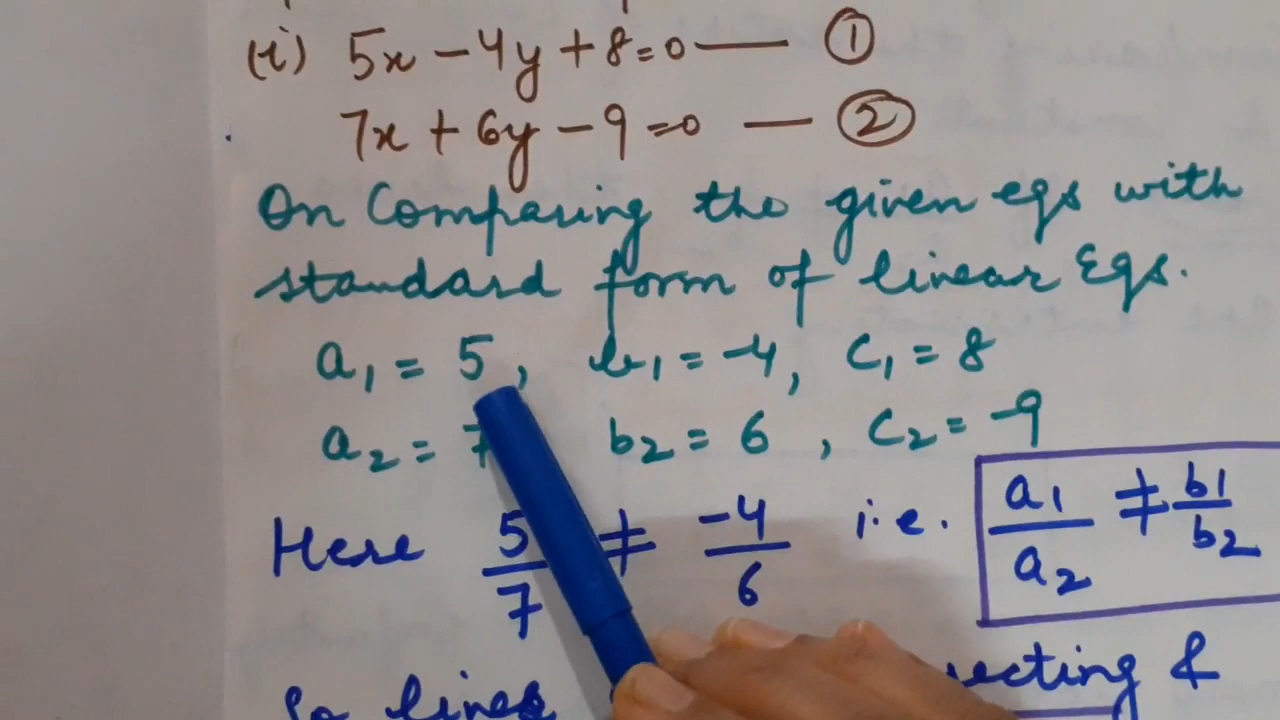 (i) 5x - 4y + 8 = 0 — ①
7x + 6y - 9 = 0 — ②
On Comparing the given eqs with
standard form of linear Eqs.
a₁ = 5, b₁ = -4, c₁ = 8
a₂ = 7 b₂ = 6, c₂ = -9
Here 5/7 ≠ -4/6 i.e. a₁/a₂ ≠ b₁/b₂
So lines &